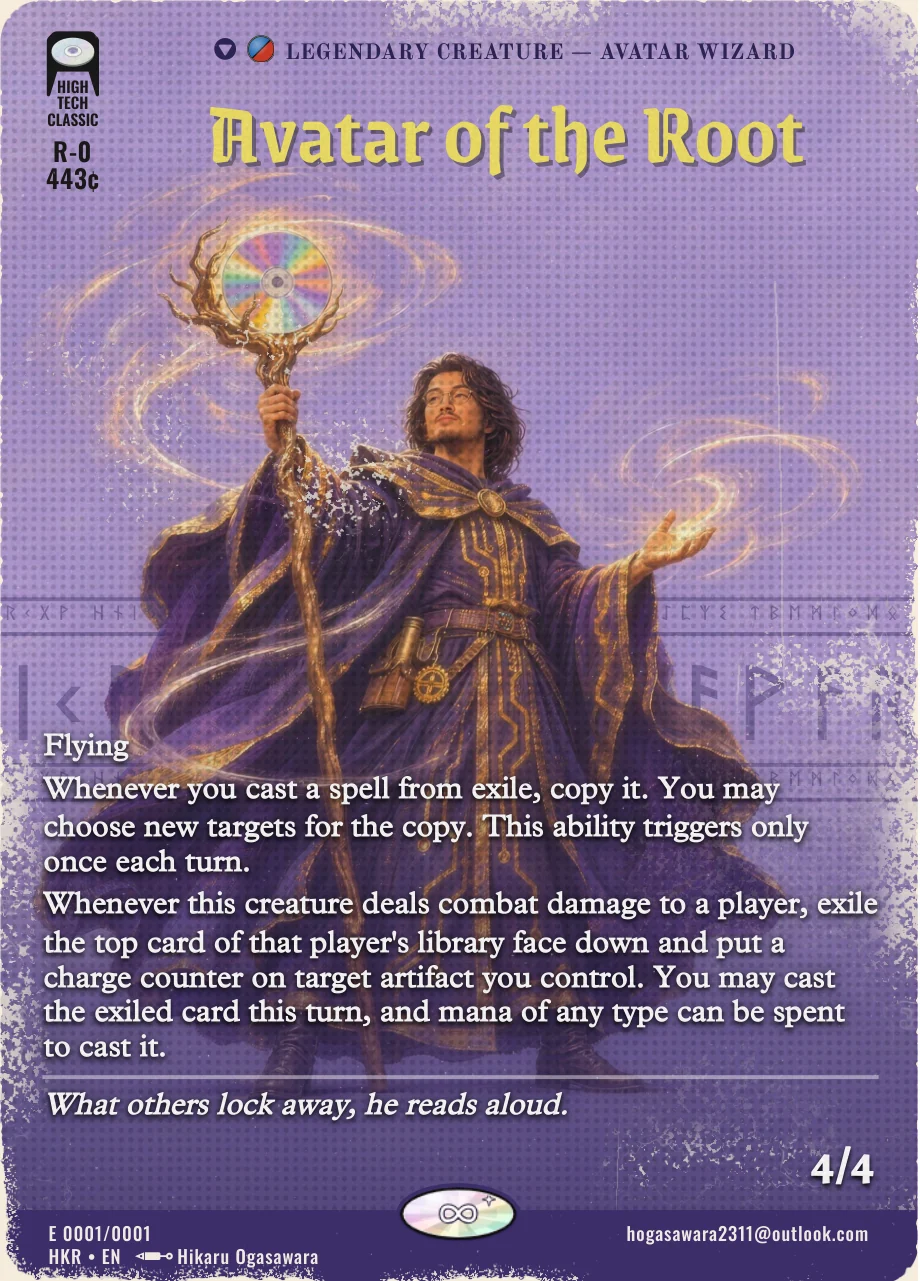 LEGENDARY CREATURE — AVATAR WIZARD
HIGH
TECH
CLASSIC
R-0
443¢
Avatar of the Root
Flying
Whenever you cast a spell from exile, copy it. You may
choose new targets for the copy. This ability triggers only
once each turn.
Whenever this creature deals combat damage to a player, exile
the top card of that player's library face down and put a
charge counter on target artifact you control. You may cast
the exiled card this turn, and mana of any type can be spent
to cast it.
What others lock away, he reads aloud.
4/4
E 0001/0001
HKR • EN Hikaru Ogasawara
hogasawara2311@outlook.com